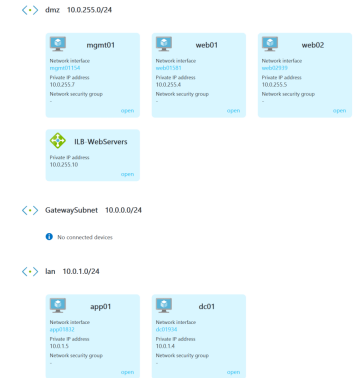 dmz 10.0.255.0/24
mgmt01
Network interface
mgmt01154
Private IP address
10.0.255.7
Network security group
-
open
web01
Network interface
web01581
Private IP address
10.0.255.4
Network security group
-
open
web02
Network interface
web02939
Private IP address
10.0.255.5
Network security group
-
open
ILB-WebServers
Private IP address
10.0.255.10
open
GatewaySubnet 10.0.0.0/24
No connected devices
lan 10.0.1.0/24
app01
Network interface
app01832
Private IP address
10.0.1.5
Network security group
-
open
dc01
Network interface
dc01934
Private IP address
10.0.1.4
Network security group
-
open